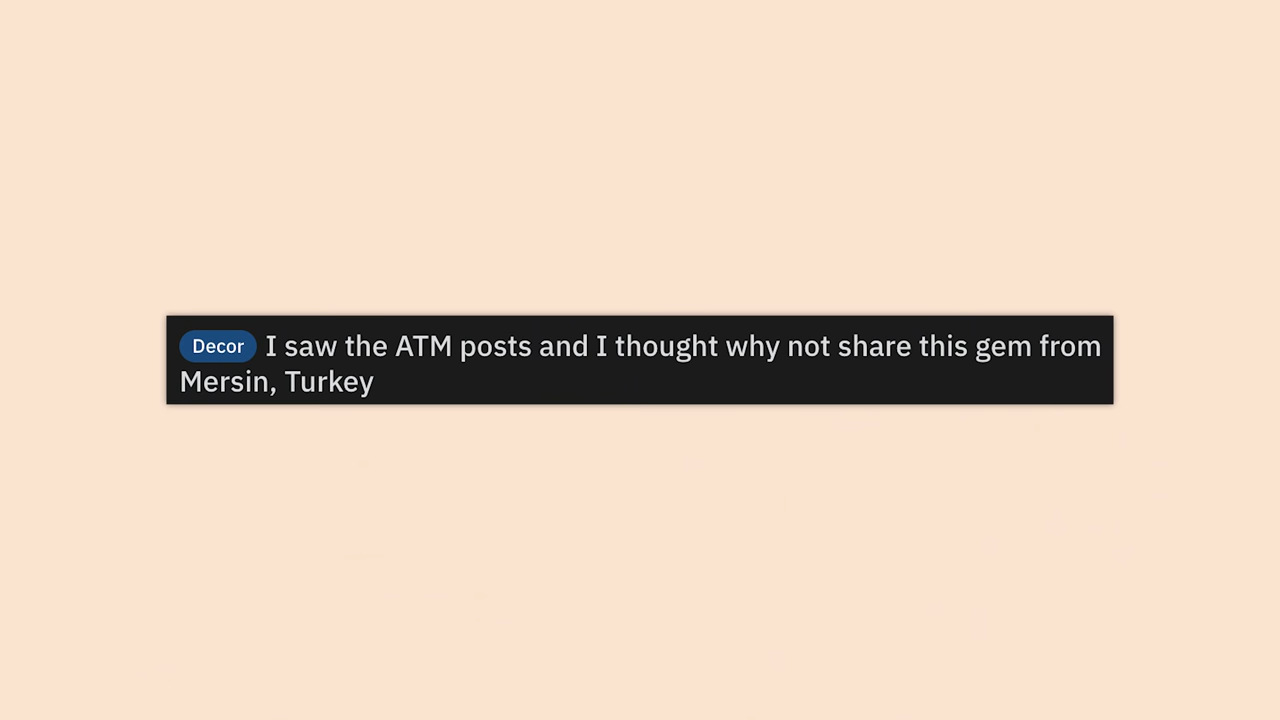 Decor I saw the ATM posts and I thought why not share this gem from
Mersin, Turkey